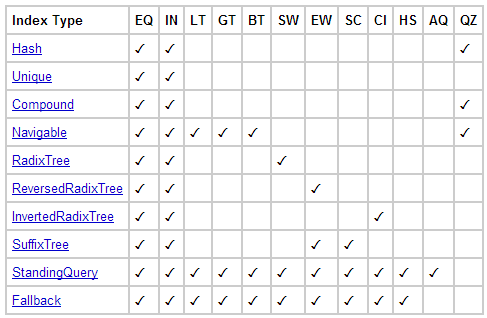 Index Type EQ IN LT GT BT SW EW SC CI HS AQ QZ
Hash ✓ ✓ ✓
Unique ✓ ✓
Compound ✓ ✓ ✓
Navigable ✓ ✓ ✓ ✓ ✓ ✓
RadixTree ✓ ✓ ✓
ReversedRadixTree ✓ ✓ ✓
InvertedRadixTree ✓ ✓ ✓
SuffixTree ✓ ✓ ✓ ✓
StandingQuery ✓ ✓ ✓ ✓ ✓ ✓ ✓ ✓ ✓ ✓ ✓
Fallback ✓ ✓ ✓ ✓ ✓ ✓ ✓ ✓ ✓ ✓